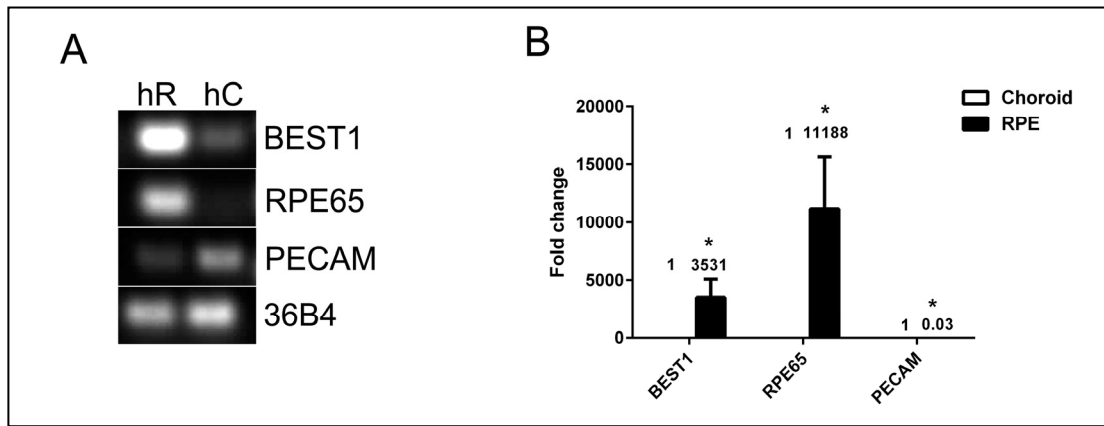 A
hR hC
BEST1
RPE65
PECAM
36B4
B
Choroid
RPE
Fold change
20000
15000
10000
5000
0
*
1 3531
*
1 11188
*
1 0.03
BEST1
RPE65
PECAM